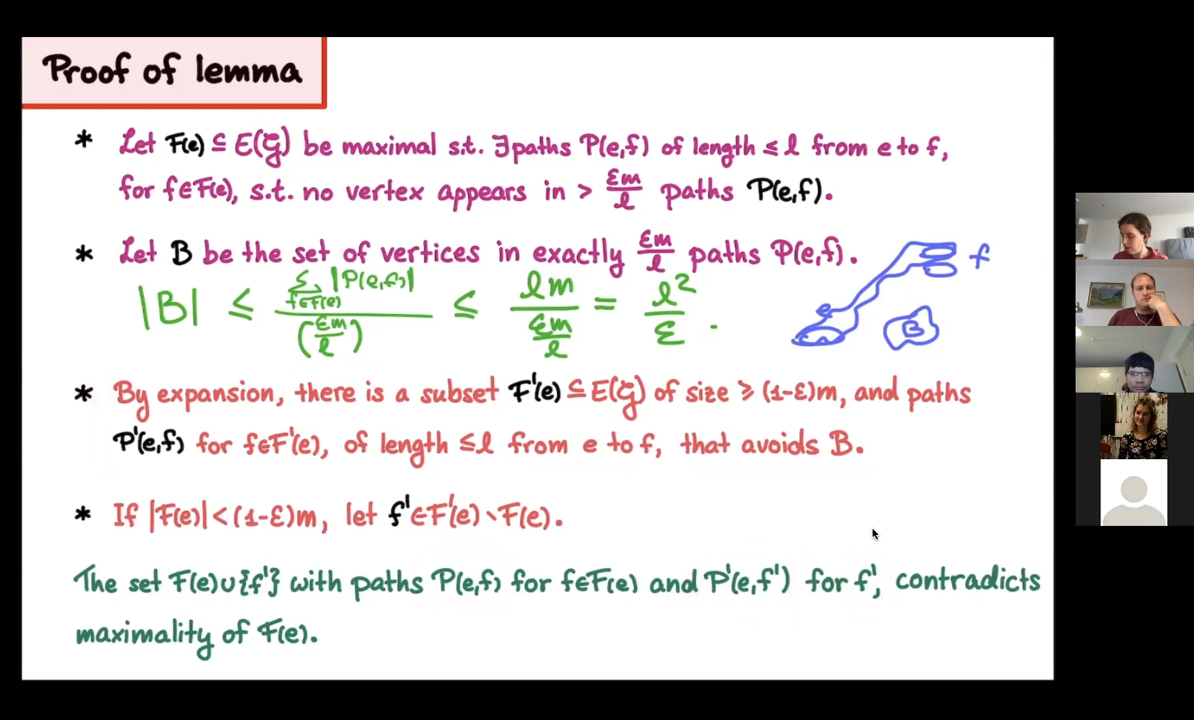 Proof of lemma
* Let F(e) ⊆ E(G) be maximal s.t. ∃ paths P(e,f) of length ≤ l from e to f,
for f∈F(e), s.t. no vertex appears in > εm/l paths P(e,f).
* Let B be the set of vertices in exactly εm/l paths P(e,f).
|B| ≤ ∑_{f∈F(e)} |P(e,f)| / (εm/l) ≤ lm / (εm/l) = l²/ε .
f
e
B
* By expansion, there is a subset F'(e) ⊆ E(G) of size ≥ (1-ε)m, and paths
P'(e,f) for f∈F'(e), of length ≤ l from e to f, that avoids B.
* If |F(e)| < (1-ε)m, let f' ∈ F'(e) \ F(e).
The set F(e)∪{f'} with paths P(e,f) for f∈F(e) and P'(e,f') for f', contradicts
maximality of F(e).